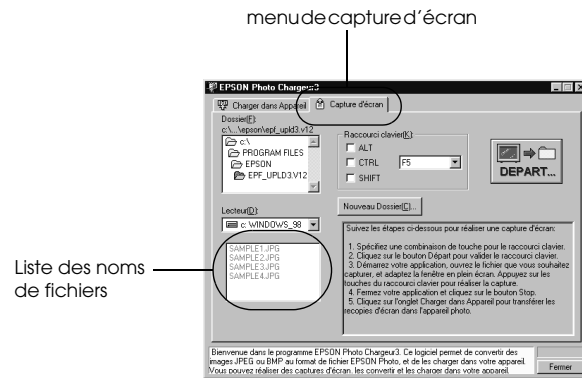 menu de capture d'écran
EPSON Photo Chargeur3
Charger dans Appareil
Capture d'écran
Dossier(F):
c:\...\epson\epf_upld3.v12
c:\
PROGRAM FILES
EPSON
EPF_UPLD3.V12
Raccourci clavier(K):
ALT
CTRL
SHIFT
F5
DEPART...
Lecteur(D):
c: WINDOWS_98
Nouveau Dossier(C)...
SAMPLE1.JPG
SAMPLE2.JPG
SAMPLE3.JPG
SAMPLE4.JPG
Liste des noms
de fichiers
Suivez les étapes ci-dessous pour réaliser une capture d'écran:
1. Spécifiez une combinaison de touche pour le raccourci clavier.
2. Cliquez sur le bouton Départ pour valider le raccourci clavier.
3. Démarrez votre application, ouvrez le fichier que vous souhaitez
capturer, et adaptez la fenêtre en plein écran. Appuyez sur les
touches du raccourci clavier pour réaliser la capture.
4. Fermez votre application et cliquez sur le bouton Stop.
5. Cliquez sur l'onglet Charger dans Appareil pour transférer les
recopies d'écran dans l'appareil photo.
Bienvenue dans le programme EPSON Photo Chargeur3. Ce logiciel permet de convertir des
images JPEG ou BMP au format de fichier EPSON Photo, et de les charger dans votre appareil.
Vous pouvez réaliser des captures d'écran, les convertir et les charger dans votre appareil.
Fermer